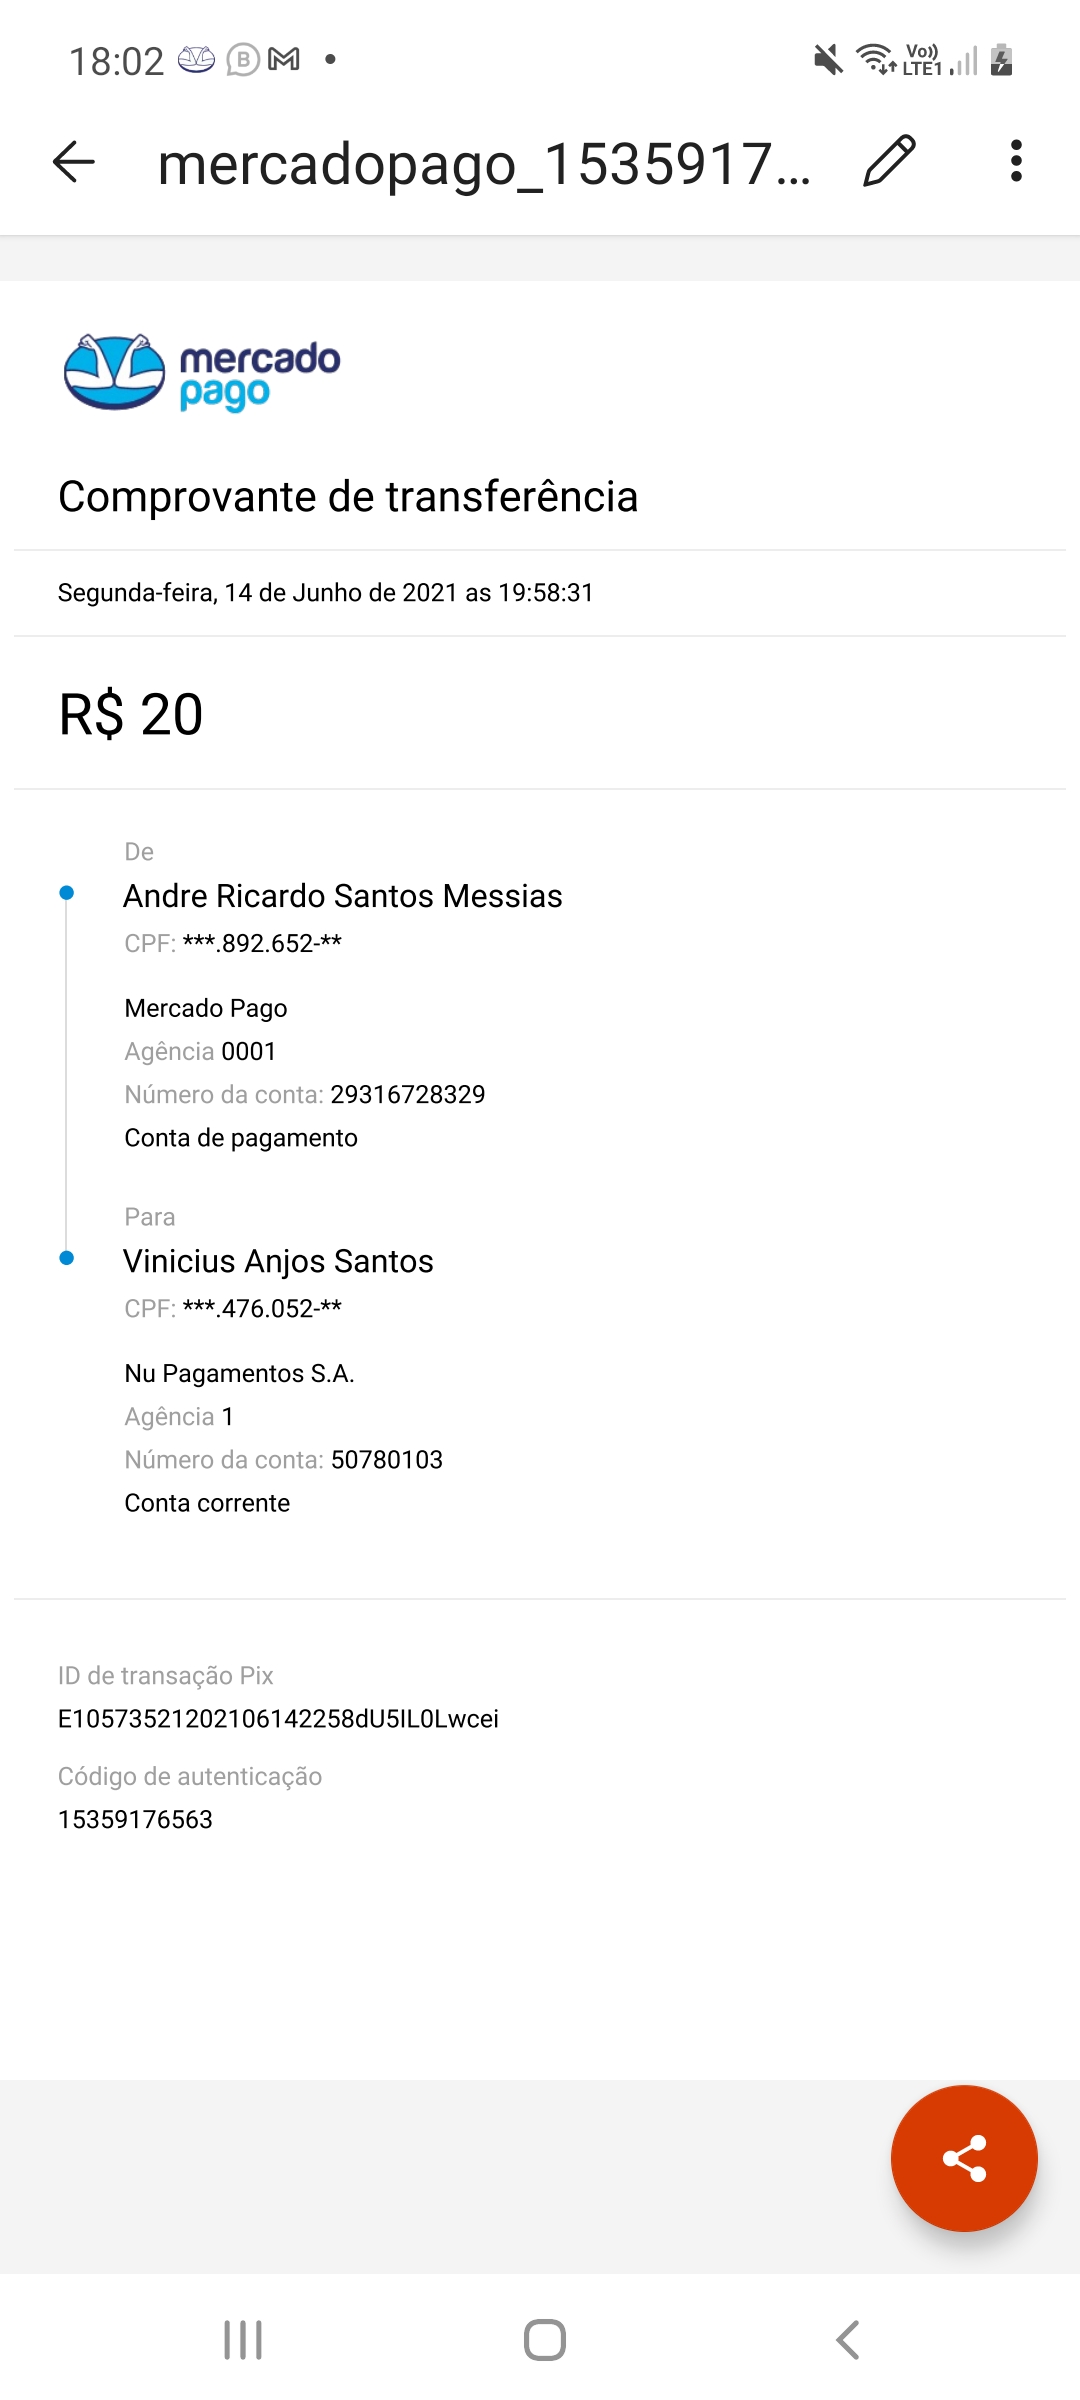 18:02
Vo))
LTE1
mercadopago_1535917...
mercado
pago
Comprovante de transferência
Segunda-feira, 14 de Junho de 2021 as 19:58:31
R$ 20
De
Andre Ricardo Santos Messias
CPF: ***.892.652-**
Mercado Pago
Agência 0001
Número da conta: 29316728329
Conta de pagamento
Para
Vinicius Anjos Santos
CPF: ***.476.052-**
Nu Pagamentos S.A.
Agência 1
Número da conta: 50780103
Conta corrente
ID de transação Pix
E10573521202106142258dU5IL0Lwcei
Código de autenticação
15359176563